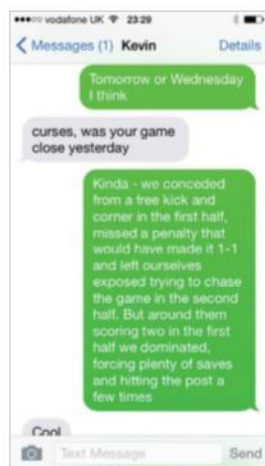 vodafone UK 23:29
Messages (1) Kevin Details
Tomorrow or Wednesday
I think
curses, was your game
close yesterday
Kinda - we conceded
from a free kick and
corner in the first half,
missed a penalty that
would have made it 1-1
and left ourselves
exposed trying to chase
the game in the second
half. But around them
scoring two in the first
half we dominated,
forcing plenty of saves
and hitting the post a
few times
Cool
Text Message Send